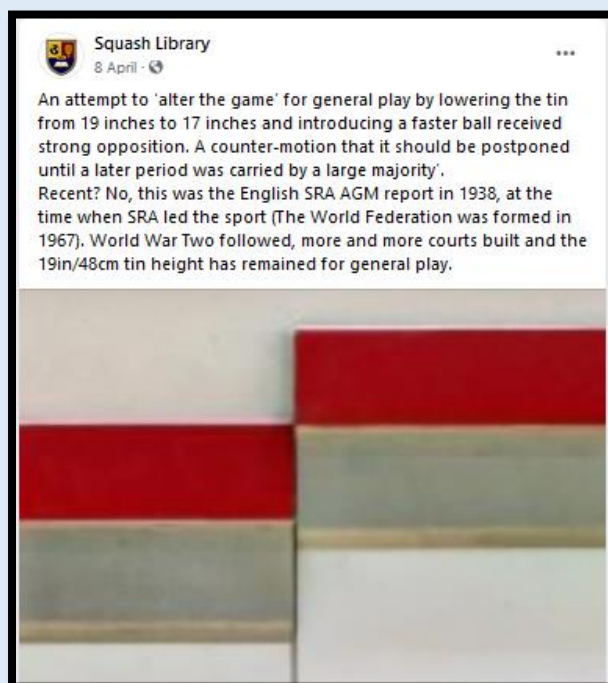 Squash Library
8 April ·
An attempt to 'alter the game' for general play by lowering the tin
from 19 inches to 17 inches and introducing a faster ball received
strong opposition. A counter-motion that it should be postponed
until a later period was carried by a large majority'.
Recent? No, this was the English SRA AGM report in 1938, at the
time when SRA led the sport (The World Federation was formed in
1967). World War Two followed, more and more courts built and the
19in/48cm tin height has remained for general play.